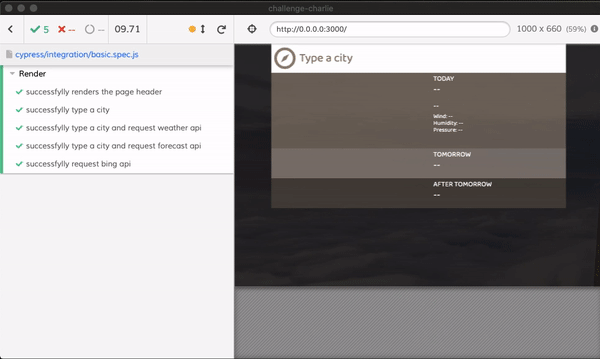 challenge-charlie
5 -- -- 09.71
http://0.0.0.0:3000/ 1000 x 660 (59%)
cypress/integration/basic.spec.js
Render
successfylly renders the page header
successfylly type a city
successfylly type a city and request weather api
successfylly type a city and request forecast api
successfylly request bing api
Type a city
TODAY
--
--
Wind: --
Humidity: --
Pressure: --
TOMORROW
--
AFTER TOMORROW
--